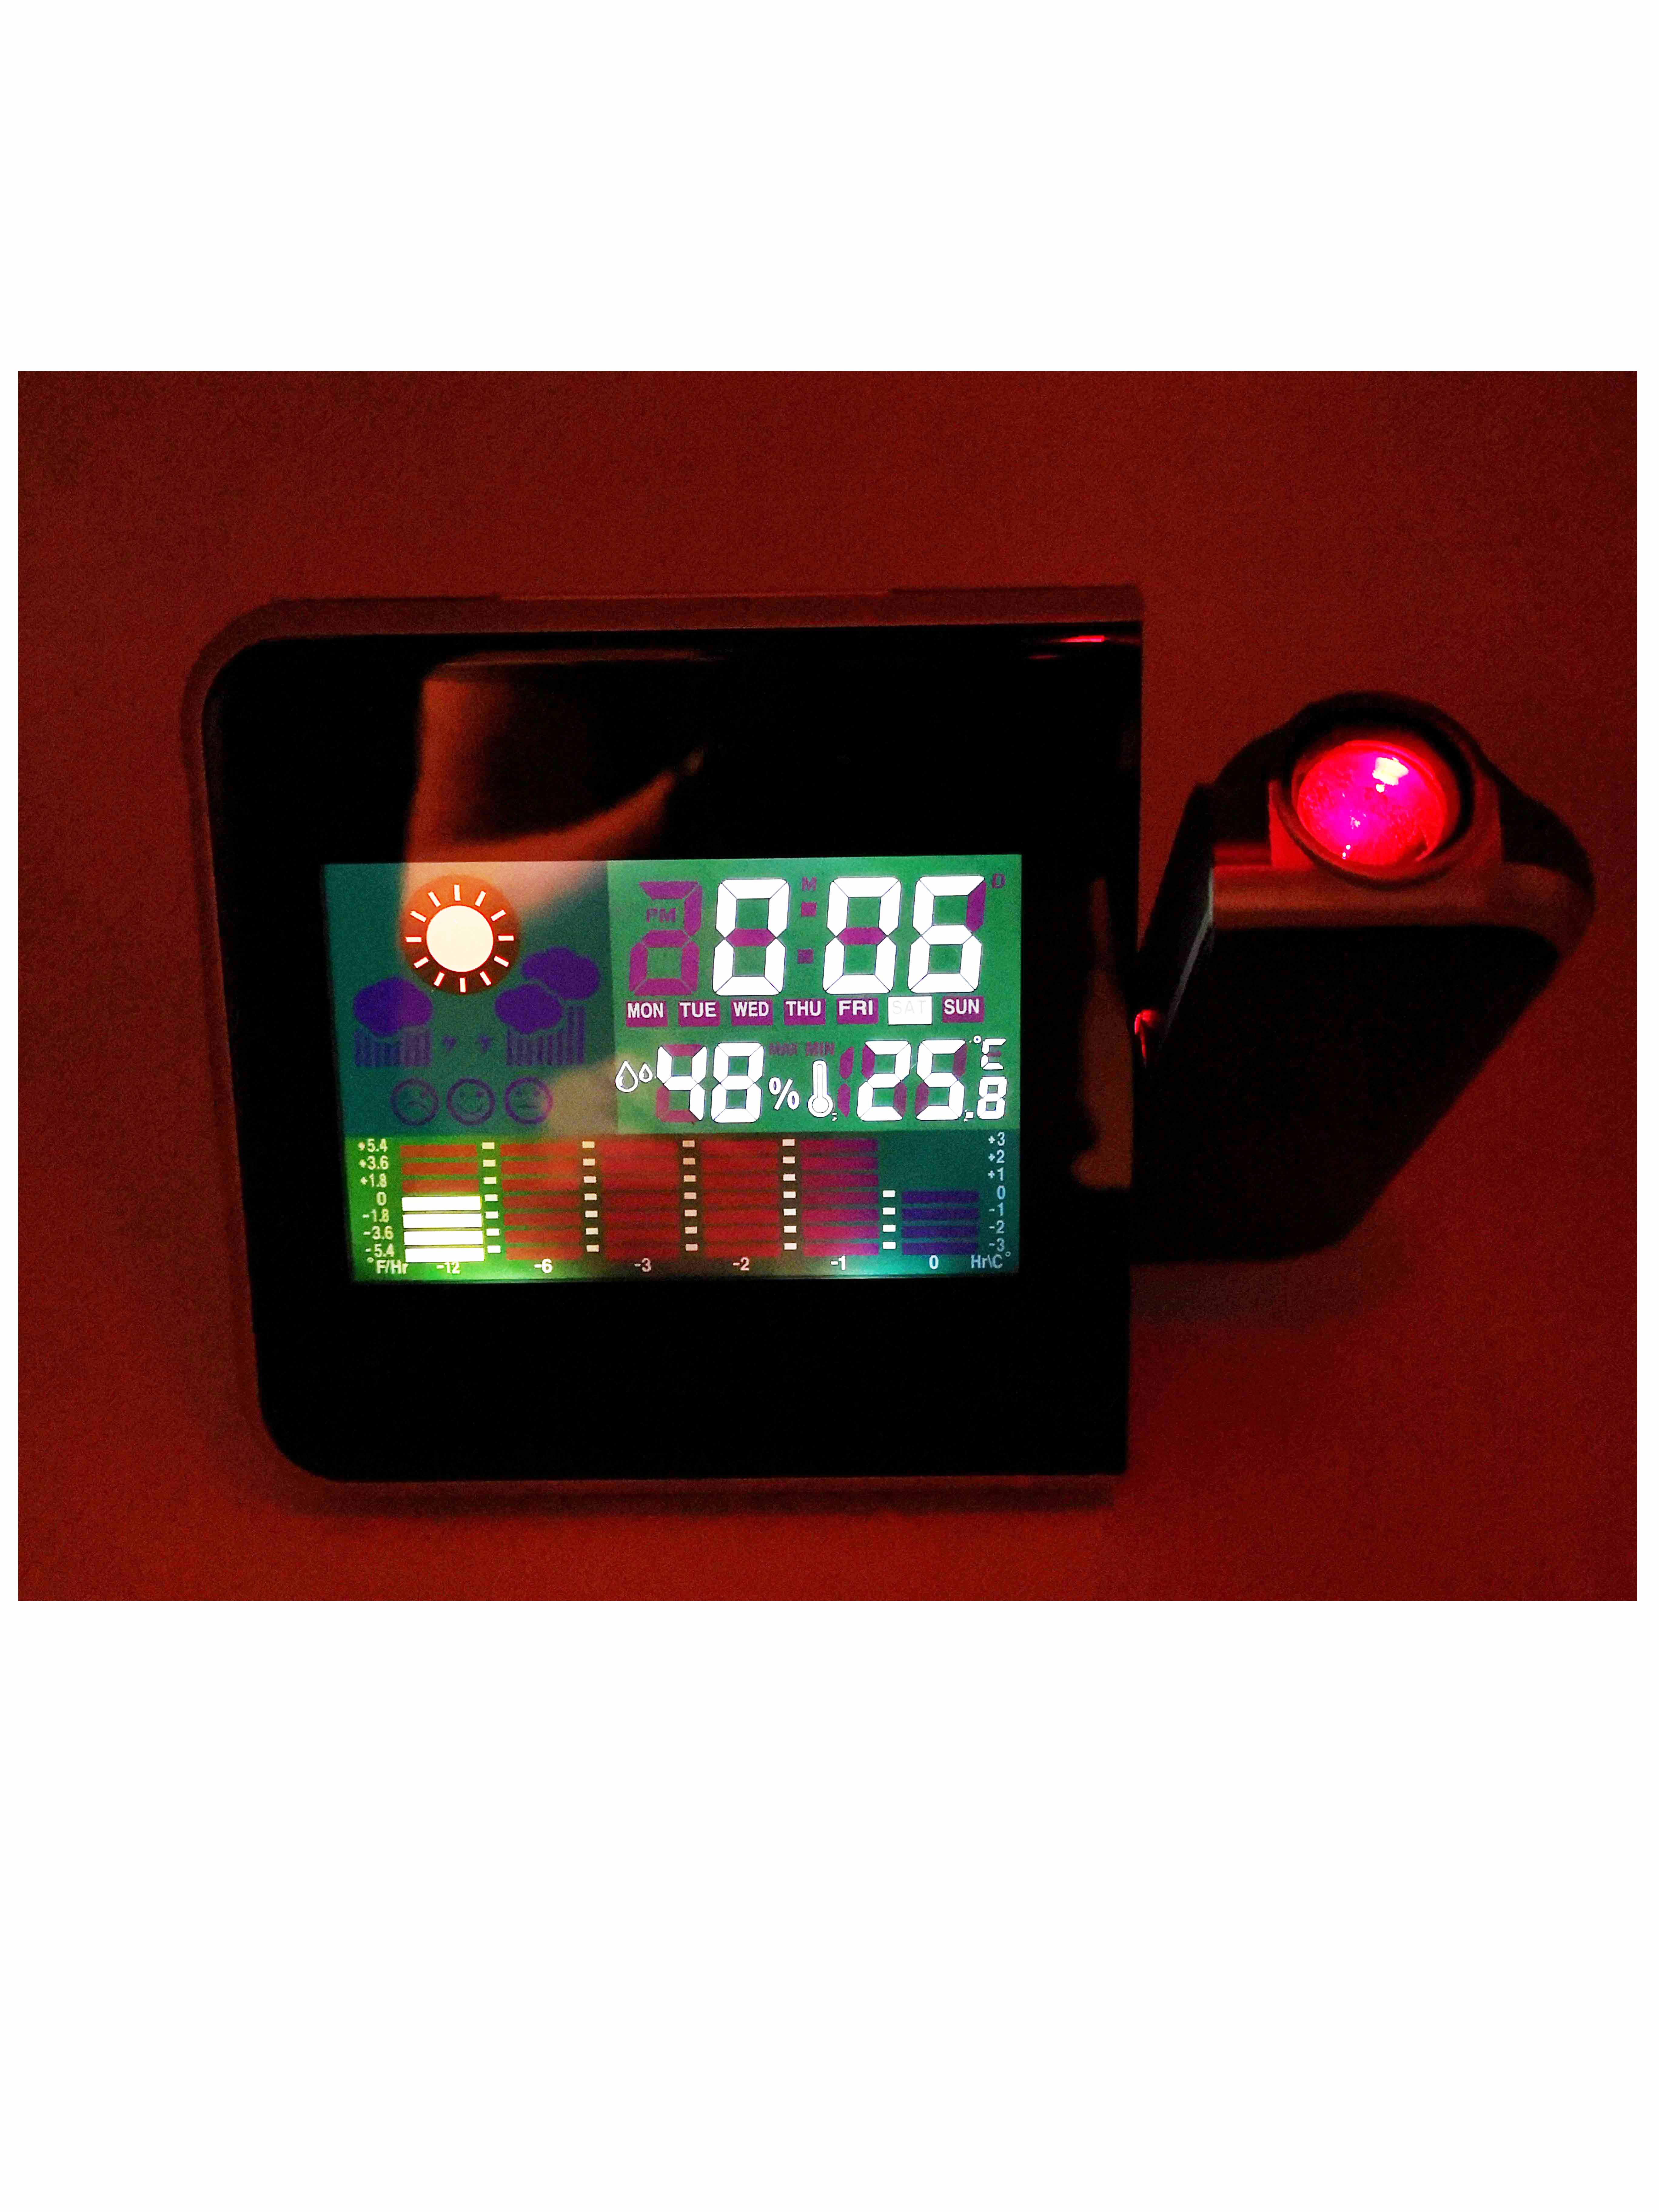 PM 0:06
MON TUE WED THU FRI SAT SUN
MAX MIN
48% 25.8°C
+5.4 +3
+3.6 +2
+1.8 +1
0 0
-1.8 -1
-3.6 -2
-5.4 -3
°F/Hr -12 -6 -3 -2 -1 0 Hr\C°